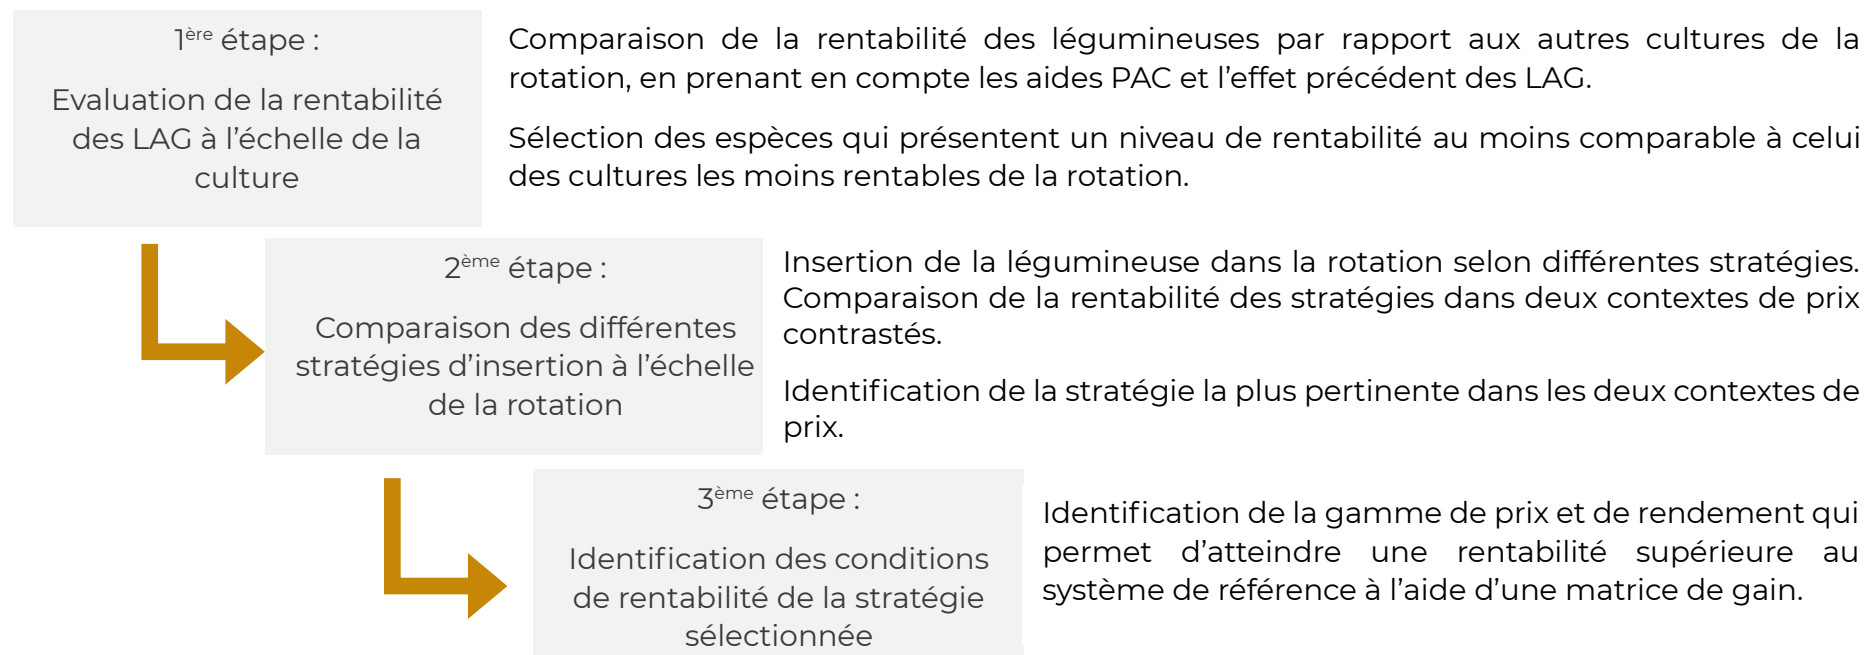 1ère étape :
Evaluation de la rentabilité
des LAG à l’échelle de la
culture
Comparaison de la rentabilité des légumineuses par rapport aux autres cultures de la
rotation, en prenant en compte les aides PAC et l’effet précédent des LAG.
Sélection des espèces qui présentent un niveau de rentabilité au moins comparable à celui
des cultures les moins rentables de la rotation.
2ème étape :
Comparaison des différentes
stratégies d’insertion à l’échelle
de la rotation
Insertion de la légumineuse dans la rotation selon différentes stratégies.
Comparaison de la rentabilité des stratégies dans deux contextes de prix
contrastés.
Identification de la stratégie la plus pertinente dans les deux contextes de
prix.
3ème étape :
Identification des conditions
de rentabilité de la stratégie
sélectionnée
Identification de la gamme de prix et de rendement qui
permet d’atteindre une rentabilité supérieure au
système de référence à l’aide d’une matrice de gain.